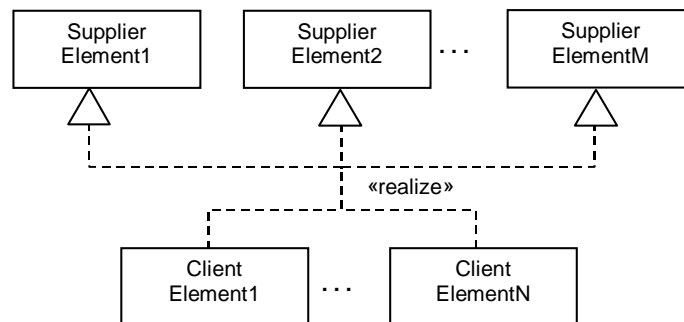 Supplier
Element1
Supplier
Element2
...
Supplier
ElementM
«realize»
Client
Element1
...
Client
ElementN